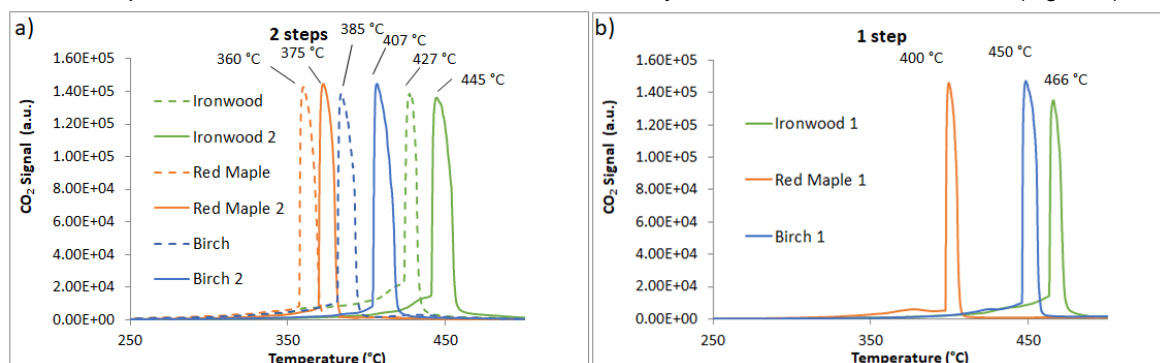 a)
2 steps
360 °C
375 °C
385 °C
407 °C
427 °C
445 °C
CO₂ Signal (a.u.)
1.60E+05
1.40E+05
1.20E+05
1.00E+05
8.00E+04
6.00E+04
4.00E+04
2.00E+04
0.00E+00
Ironwood
Ironwood 2
Red Maple
Red Maple 2
Birch
Birch 2
250
350
450
Temperature (°C)
b)
1 step
400 °C
450 °C
466 °C
CO₂ Signal (a.u.)
1.60E+05
1.40E+05
1.20E+05
1.00E+05
8.00E+04
6.00E+04
4.00E+04
2.00E+04
0.00E+00
Ironwood 1
Red Maple 1
Birch 1
250
350
450
Temperature (°C)